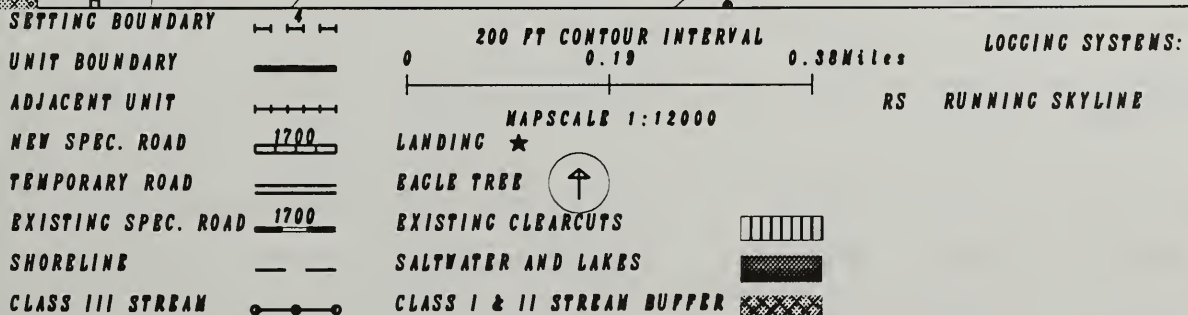 SETTING BOUNDARY 4
UNIT BOUNDARY
ADJACENT UNIT
NEW SPEC. ROAD 1700
TEMPORARY ROAD
EXISTING SPEC. ROAD 1700
SHORELINE
CLASS III STREAM
200 FT CONTOUR INTERVAL
0 0.19 0.38Miles
MAPSCALE 1:12000
LANDING
EAGLE TREE
EXISTING CLEARCUTS
SALTWATER AND LAKES
CLASS I & II STREAM BUFFER
LOGGING SYSTEMS:
RS RUNNING SKYLINE